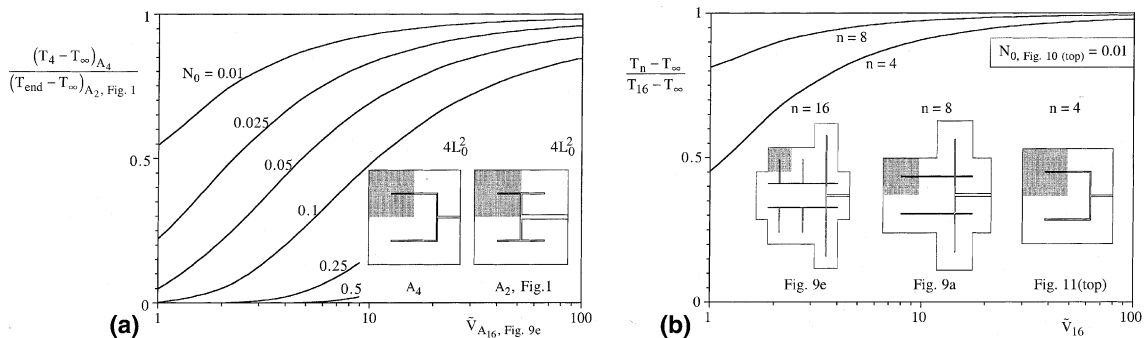 1
(T₄ − T∞)A₄
(Tend − T∞)A₂, Fig. 1
N₀ = 0.01
0.025
0.05
0.1
0.25
0.5
0.5
0
4L₀²
4L₀²
A₄
A₂, Fig.1
1
10
100
(a)
ṼA₁₆, Fig. 9e
1
Tₙ − T∞
T₁₆ − T∞
n = 8
n = 4
N₀, Fig. 10 (top) = 0.01
n = 16
n = 8
n = 4
0.5
0
Fig. 9e
Fig. 9a
Fig. 11(top)
1
10
100
(b)
Ṽ₁₆